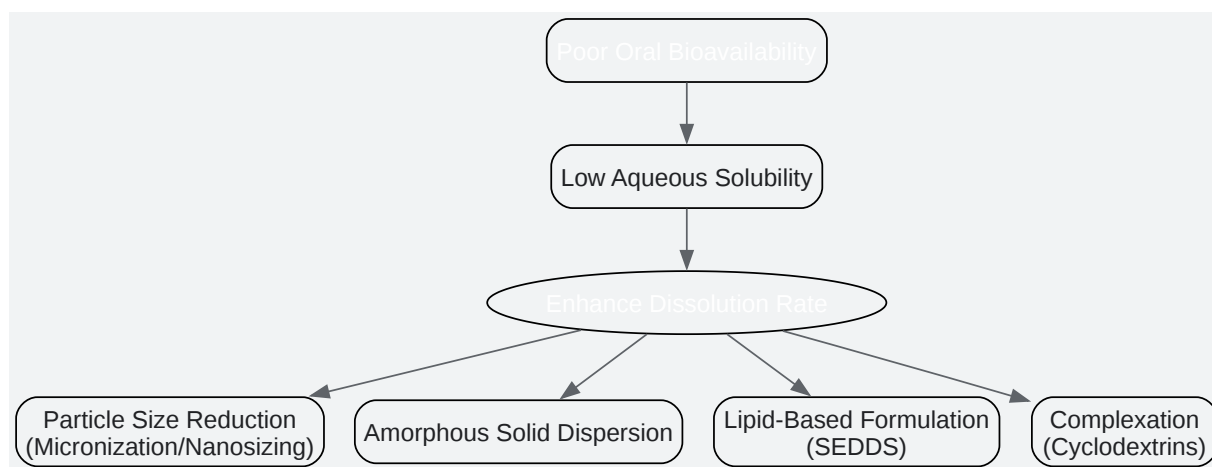 Poor Oral Bioavailability
Low Aqueous Solubility
Enhance Dissolution Rate
Particle Size Reduction
(Micronization/Nanosizing)
Amorphous Solid Dispersion
Lipid-Based Formulation
(SEDDS)
Complexation
(Cyclodextrins)